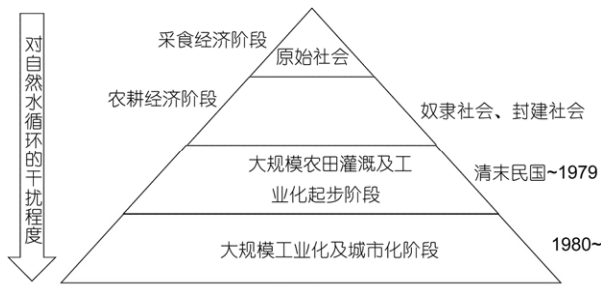 采食经济阶段
原始社会
农耕经济阶段
奴隶社会、封建社会
大规模农田灌溉及工
业化起步阶段
清末民国~1979
大规模工业化及城市化阶段
1980~
对自然水循环的干扰程度